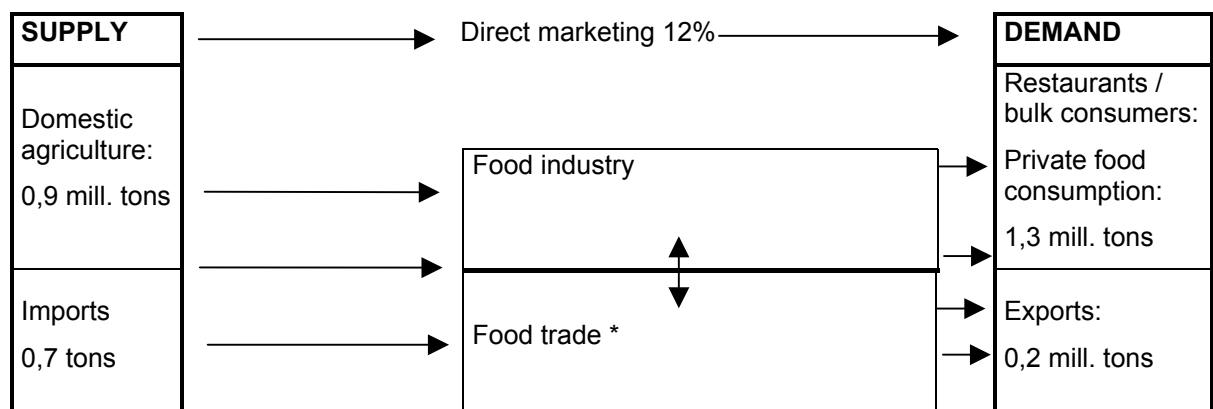 SUPPLY
Domestic
agriculture:
0,9 mill. tons
Imports
0,7 tons
Direct marketing 12%
Food industry
Food trade *
DEMAND
Restaurants /
bulk consumers:
Private food
consumption:
1,3 mill. tons
Exports:
0,2 mill. tons